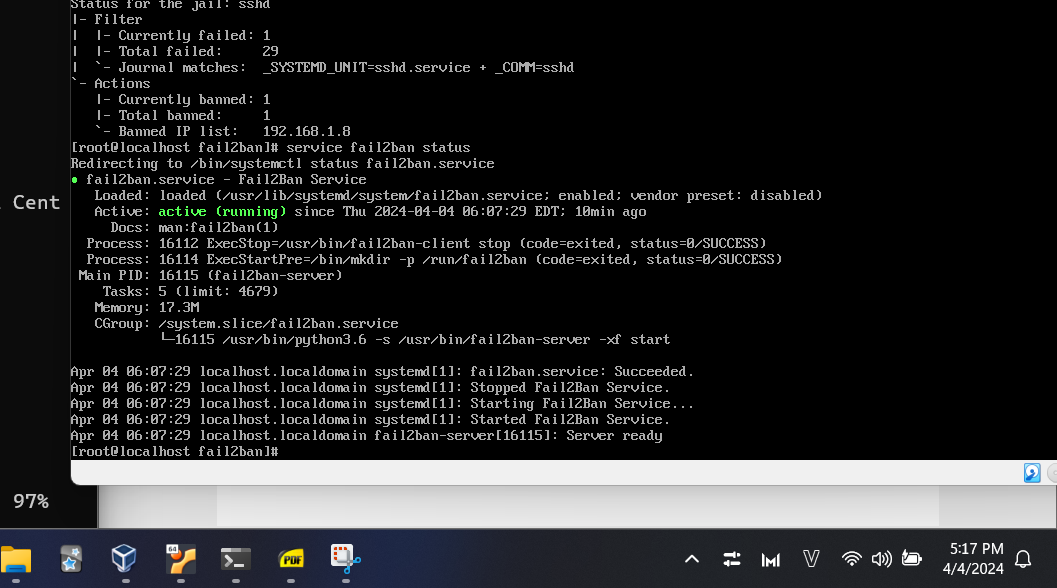 Status for the jail: sshd
|- Filter
|  |- Currently failed: 1
|  |- Total failed:     29
|  `- Journal matches:  _SYSTEMD_UNIT=sshd.service + _COMM=sshd
`- Actions
   |- Currently banned: 1
   |- Total banned:     1
   `- Banned IP list:   192.168.1.8
[root@localhost fail2ban]# service fail2ban status
Redirecting to /bin/systemctl status fail2ban.service
● fail2ban.service - Fail2Ban Service
   Loaded: loaded (/usr/lib/systemd/system/fail2ban.service; enabled; vendor preset: disabled)
   Active: active (running) since Thu 2024-04-04 06:07:29 EDT; 10min ago
     Docs: man:fail2ban(1)
  Process: 16112 ExecStop=/usr/bin/fail2ban-client stop (code=exited, status=0/SUCCESS)
  Process: 16114 ExecStartPre=/bin/mkdir -p /run/fail2ban (code=exited, status=0/SUCCESS)
 Main PID: 16115 (fail2ban-server)
    Tasks: 5 (limit: 4679)
   Memory: 17.3M
   CGroup: /system.slice/fail2ban.service
           └─16115 /usr/bin/python3.6 -s /usr/bin/fail2ban-server -xf start
Apr 04 06:07:29 localhost.localdomain systemd[1]: fail2ban.service: Succeeded.
Apr 04 06:07:29 localhost.localdomain systemd[1]: Stopped Fail2Ban Service.
Apr 04 06:07:29 localhost.localdomain systemd[1]: Starting Fail2Ban Service...
Apr 04 06:07:29 localhost.localdomain systemd[1]: Started Fail2Ban Service.
Apr 04 06:07:29 localhost.localdomain fail2ban-server[16115]: Server ready
[root@localhost fail2ban]#
Cent
97%
64
PDF
5:17 PM
4/4/2024